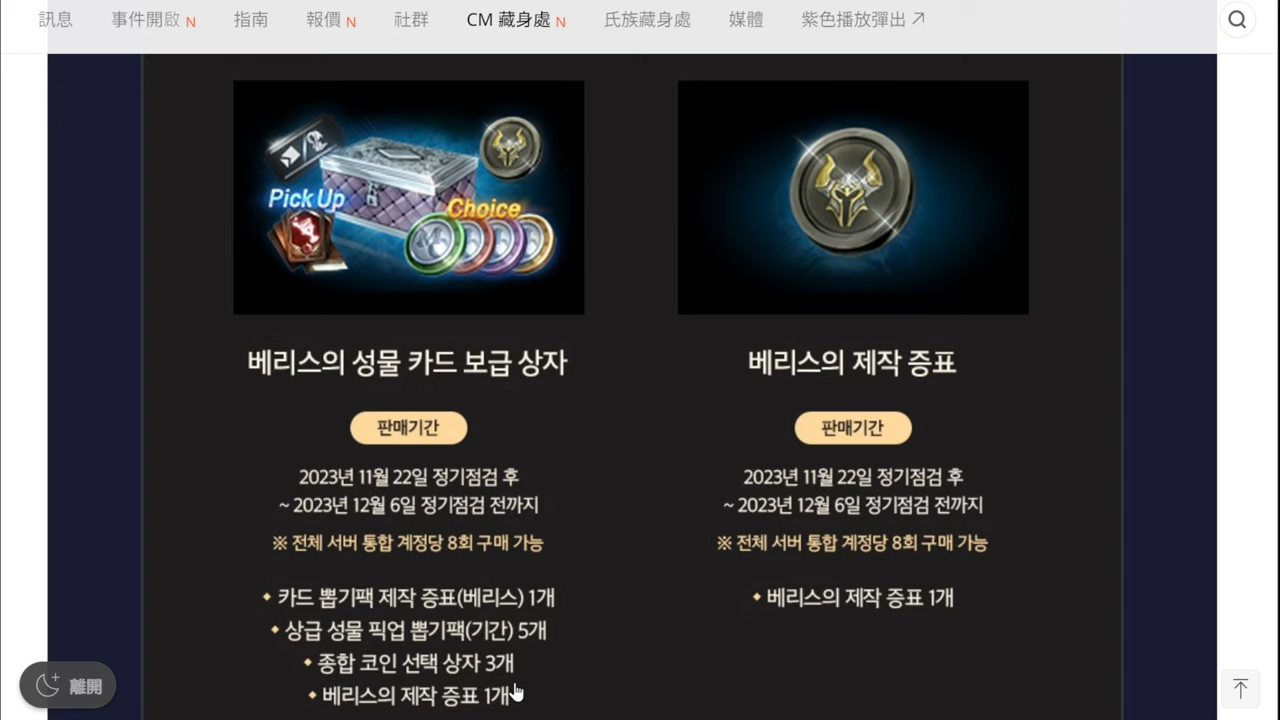 訊息 事件開啟 N 指南 報價 N 社群 CM 藏身處 N 氏族藏身處 媒體 紫色播放彈出
Pick Up
Choice
베리스의 성물 카드 보급 상자
판매기간
2023년 11월 22일 정기점검 후
~ 2023년 12월 6일 정기점검 전까지
※ 전체 서버 통합 계정당 8회 구매 가능
카드 뽑기팩 제작 증표(베리스) 1개
상급 성물 픽업 뽑기팩(기간) 5개
종합 코인 선택 상자 3개
베리스의 제작 증표 1개
베리스의 제작 증표
판매기간
2023년 11월 22일 정기점검 후
~ 2023년 12월 6일 정기점검 전까지
※ 전체 서버 통합 계정당 8회 구매 가능
베리스의 제작 증표 1개
離開